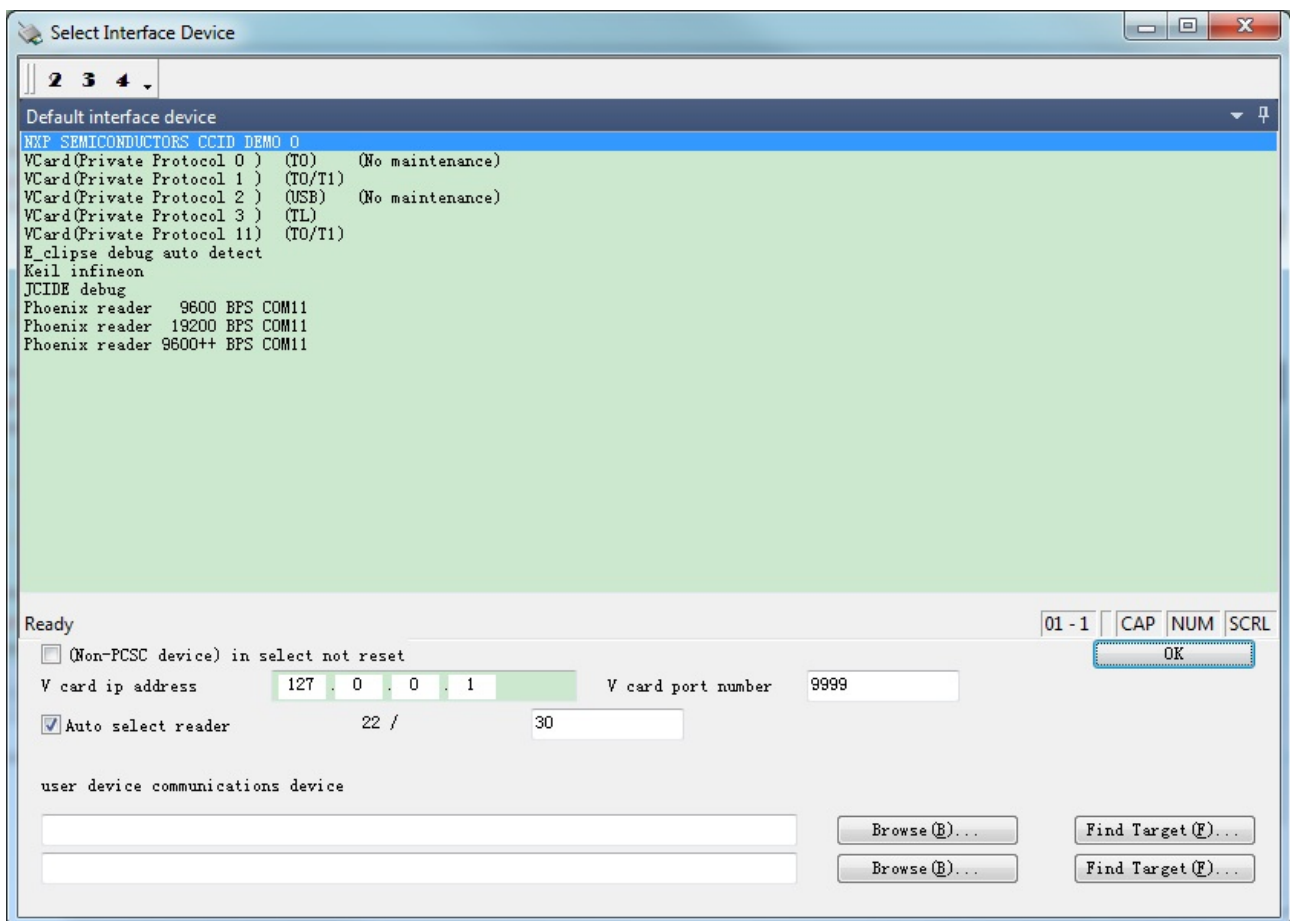 Select Interface Device
2 3 4
Default interface device
NXP SEMICONDUCTORS CCID DEMO 0
VCard(Private Protocol 0 ) (T0) (No maintenance)
VCard(Private Protocol 1 ) (T0/T1)
VCard(Private Protocol 2 ) (USB) (No maintenance)
VCard(Private Protocol 3 ) (TL)
VCard(Private Protocol 11) (T0/T1)
E_clipse debug auto detect
Keil infineon
JCIDE debug
Phoenix reader 9600 BPS COM11
Phoenix reader 19200 BPS COM11
Phoenix reader 9600++ BPS COM11
Ready 01 - 1 CAP NUM SCRL
(Non-PCSC device) in select not reset OK
V card ip address 127 . 0 . 0 . 1 V card port number 9999
Auto select reader 22 / 30
user device communications device
Browse(B)... Find Target(F)...
Browse(B)... Find Target(F)...